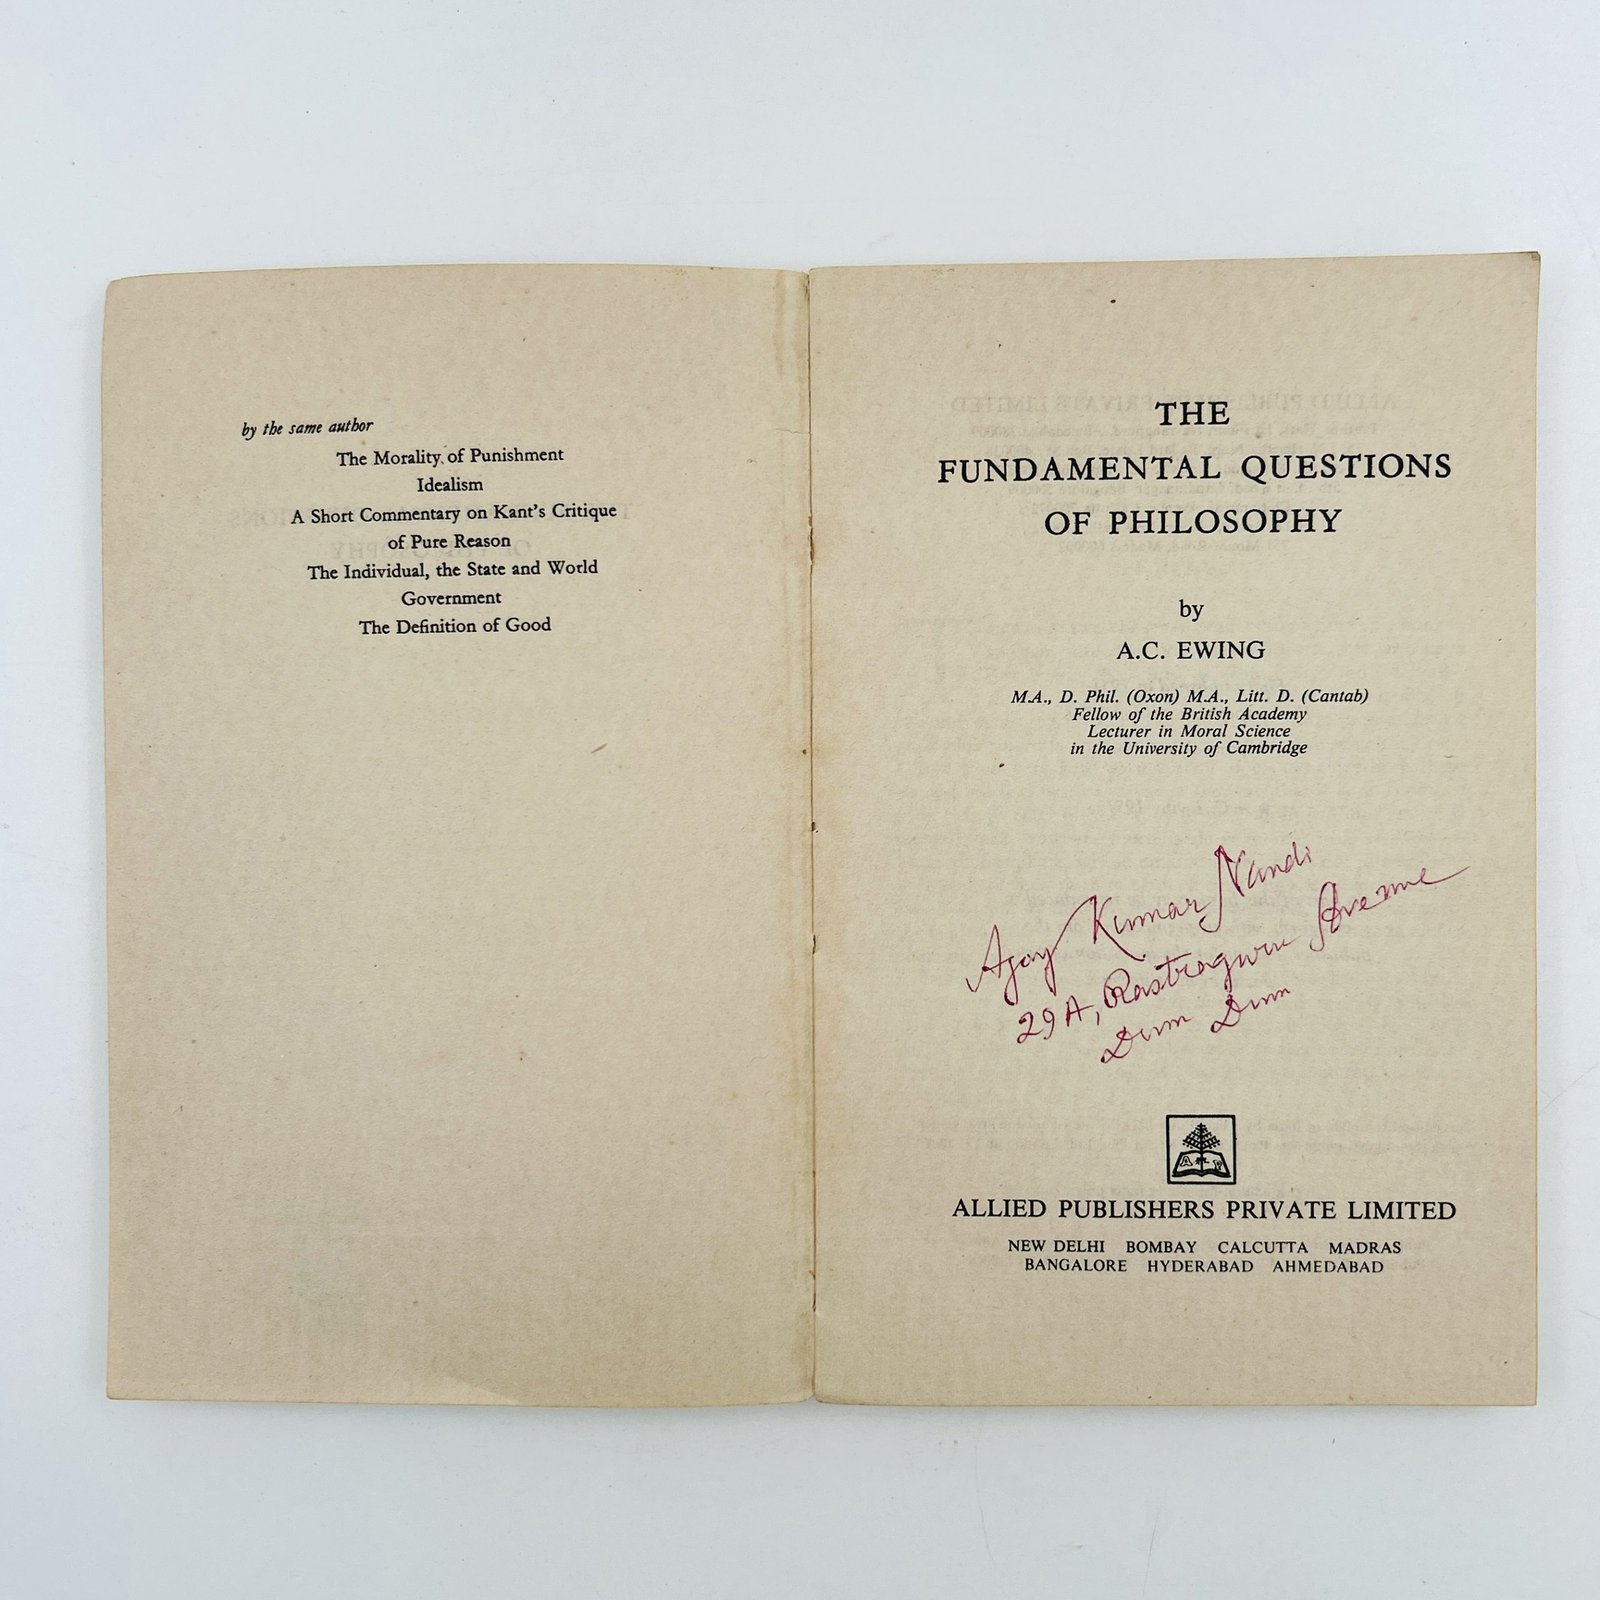 by the same author
The Morality of Punishment
Idealism
A Short Commentary on Kant's Critique
of Pure Reason
The Individual, the State and World
Government
The Definition of Good
THE
FUNDAMENTAL QUESTIONS
OF PHILOSOPHY
by
A.C. EWING
M.A., D. Phil. (Oxon) M.A., Litt. D. (Cantab)
Fellow of the British Academy
Lecturer in Moral Science
in the University of Cambridge
Ajay Kumar Nandi
29A, Rastraguru Avenue
Dum Dum
A P
ALLIED PUBLISHERS PRIVATE LIMITED
NEW DELHI BOMBAY CALCUTTA MADRAS
BANGALORE HYDERABAD AHMEDABAD